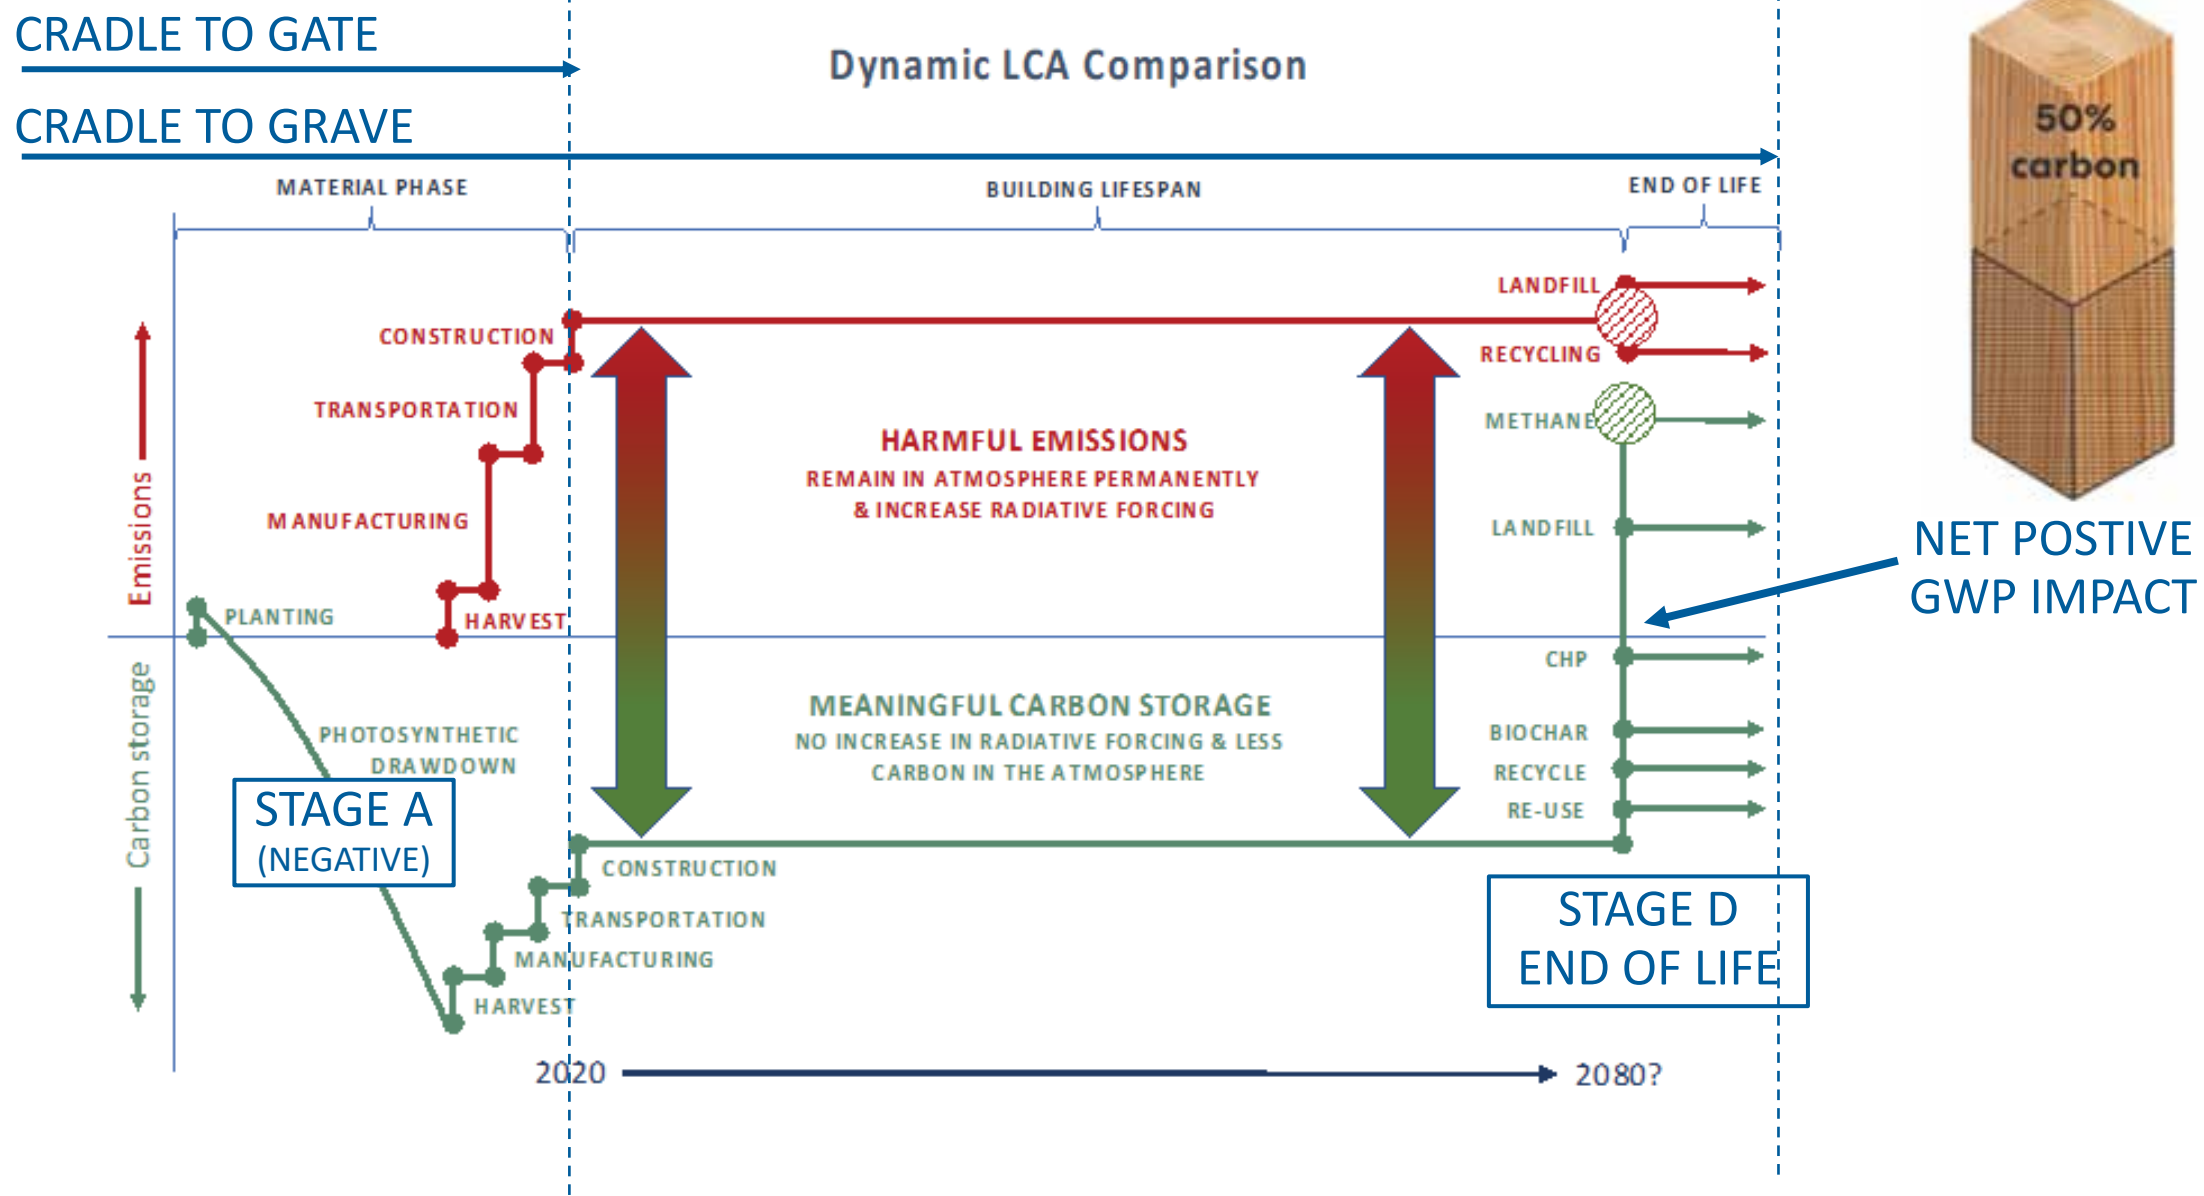 CRADLE TO GATE
Dynamic LCA Comparison
CRADLE TO GRAVE
50%
carbon
MATERIAL PHASE
BUILDING LIFESPAN
END OF LIFE
LANDFILL
CONSTRUCTION
RECYCLING
TRANSPORTATION
METHANE
HARMFUL EMISSIONS
REMAIN IN ATMOSPHERE PERMANENTLY
& INCREASE RADIATIVE FORCING
MANUFACTURING
LANDFILL
NET POSTIVE
GWP IMPACT
Emissions
PLANTING
HARVEST
CHP
Carbon storage
MEANINGFUL CARBON STORAGE
NO INCREASE IN RADIATIVE FORCING & LESS
CARBON IN THE ATMOSPHERE
PHOTOSYNTHETIC
DRAWDOWN
BIOCHAR
RECYCLE
RE-USE
STAGE A
(NEGATIVE)
CONSTRUCTION
TRANSPORTATION
MANUFACTURING
HARVEST
STAGE D
END OF LIFE
2020
2080?